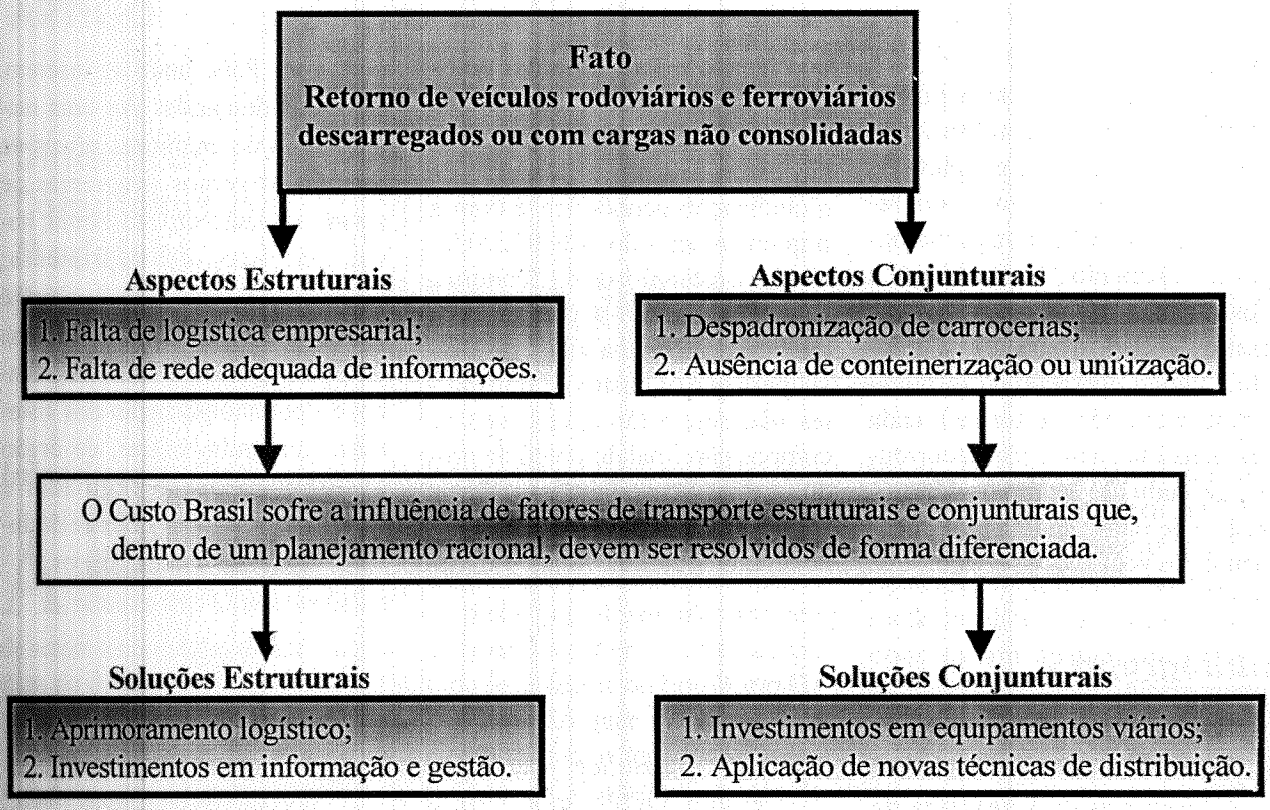 Fato
Retorno de veículos rodoviários e ferroviários
descarregados ou com cargas não consolidadas
Aspectos Estruturais
1. Falta de logística empresarial;
2. Falta de rede adequada de informações.
Aspectos Conjunturais
1. Despadronização de carrocerias;
2. Ausência de conteinerização ou unitização.
O Custo Brasil sofre a influência de fatores de transporte estruturais e conjunturais que,
dentro de um planejamento racional, devem ser resolvidos de forma diferenciada.
Soluções Estruturais
1. Aprimoramento logístico;
2. Investimentos em informação e gestão.
Soluções Conjunturais
1. Investimentos em equipamentos viários;
2. Aplicação de novas técnicas de distribuição.